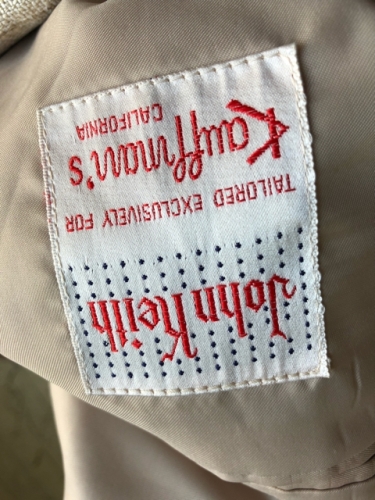 John Keith
TAILORED EXCLUSIVELY FOR
Kauffman's
CALIFORNIA